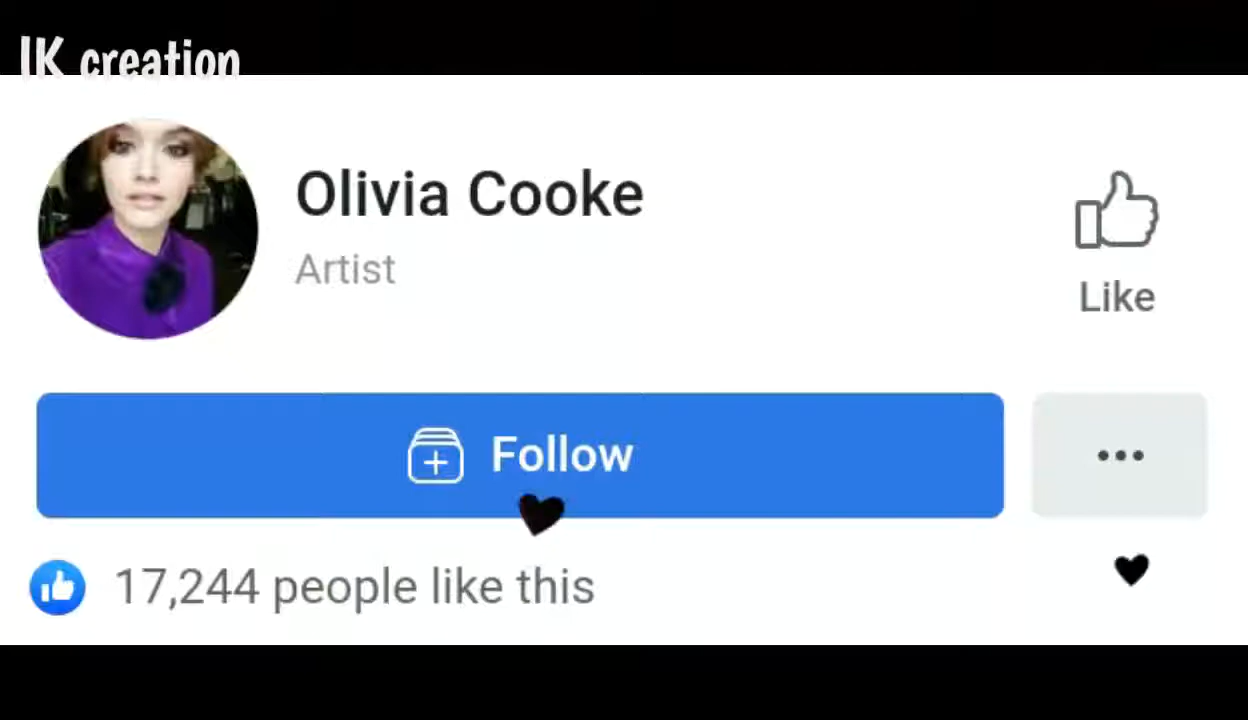 IK creation
Olivia Cooke
Artist
Like
Follow
17,244 people like this